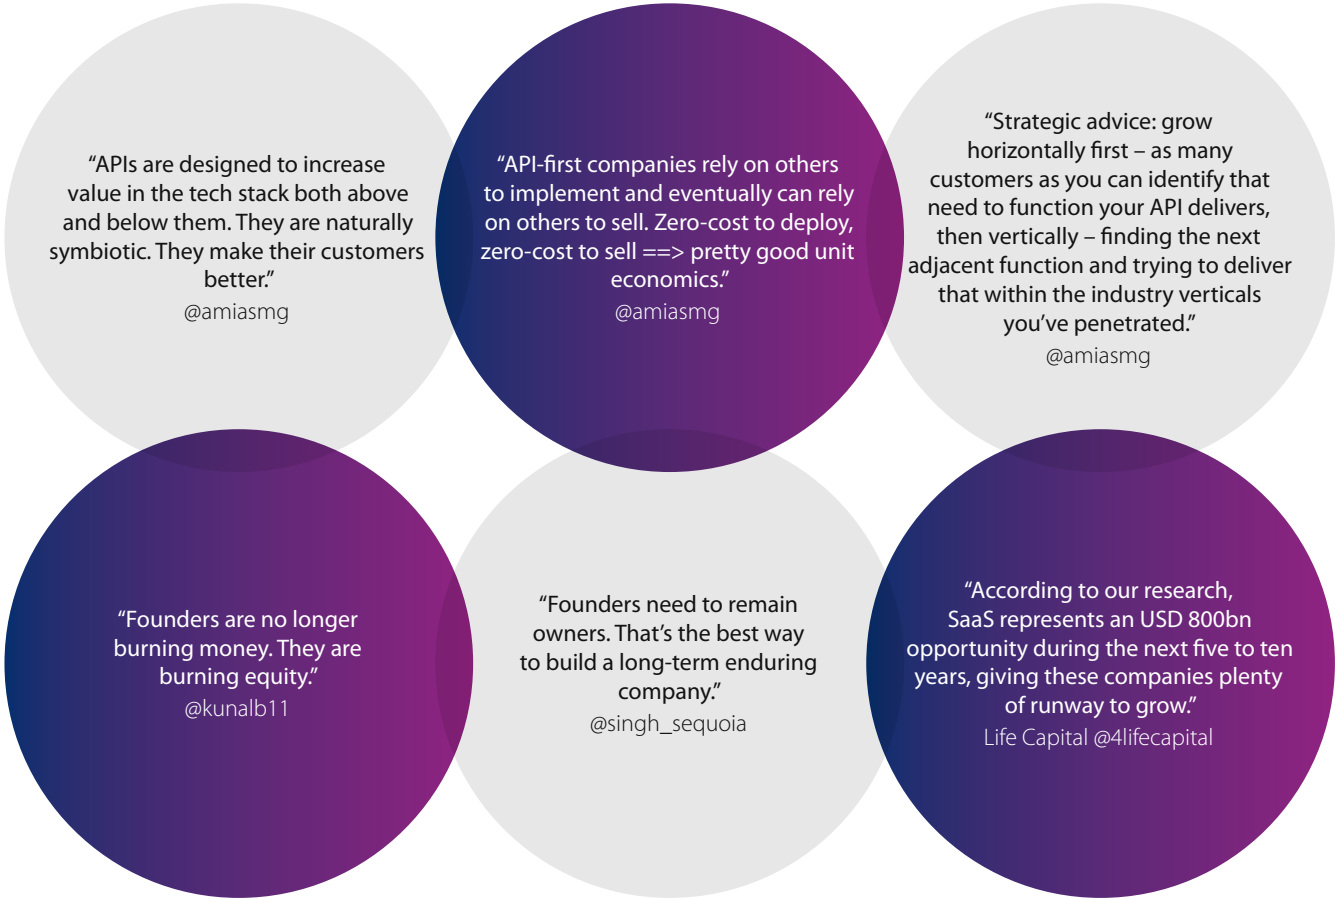 “APIs are designed to increase
value in the tech stack both above
and below them. They are naturally
symbiotic. They make their customers
better.”
@amiasmg
“API-first companies rely on others
to implement and eventually can rely
on others to sell. Zero-cost to deploy,
zero-cost to sell ==> pretty good unit
economics.”
@amiasmg
“Strategic advice: grow
horizontally first – as many
customers as you can identify that
need to function your API delivers,
then vertically – finding the next
adjacent function and trying to deliver
that within the industry verticals
you’ve penetrated.”
@amiasmg
“Founders are no longer
burning money. They are
burning equity.”
@kunalb11
“Founders need to remain
owners. That’s the best way
to build a long-term enduring
company.”
@singh_sequoia
“According to our research,
SaaS represents an USD 800bn
opportunity during the next five to ten
years, giving these companies plenty
of runway to grow.”
Life Capital @4lifecapital